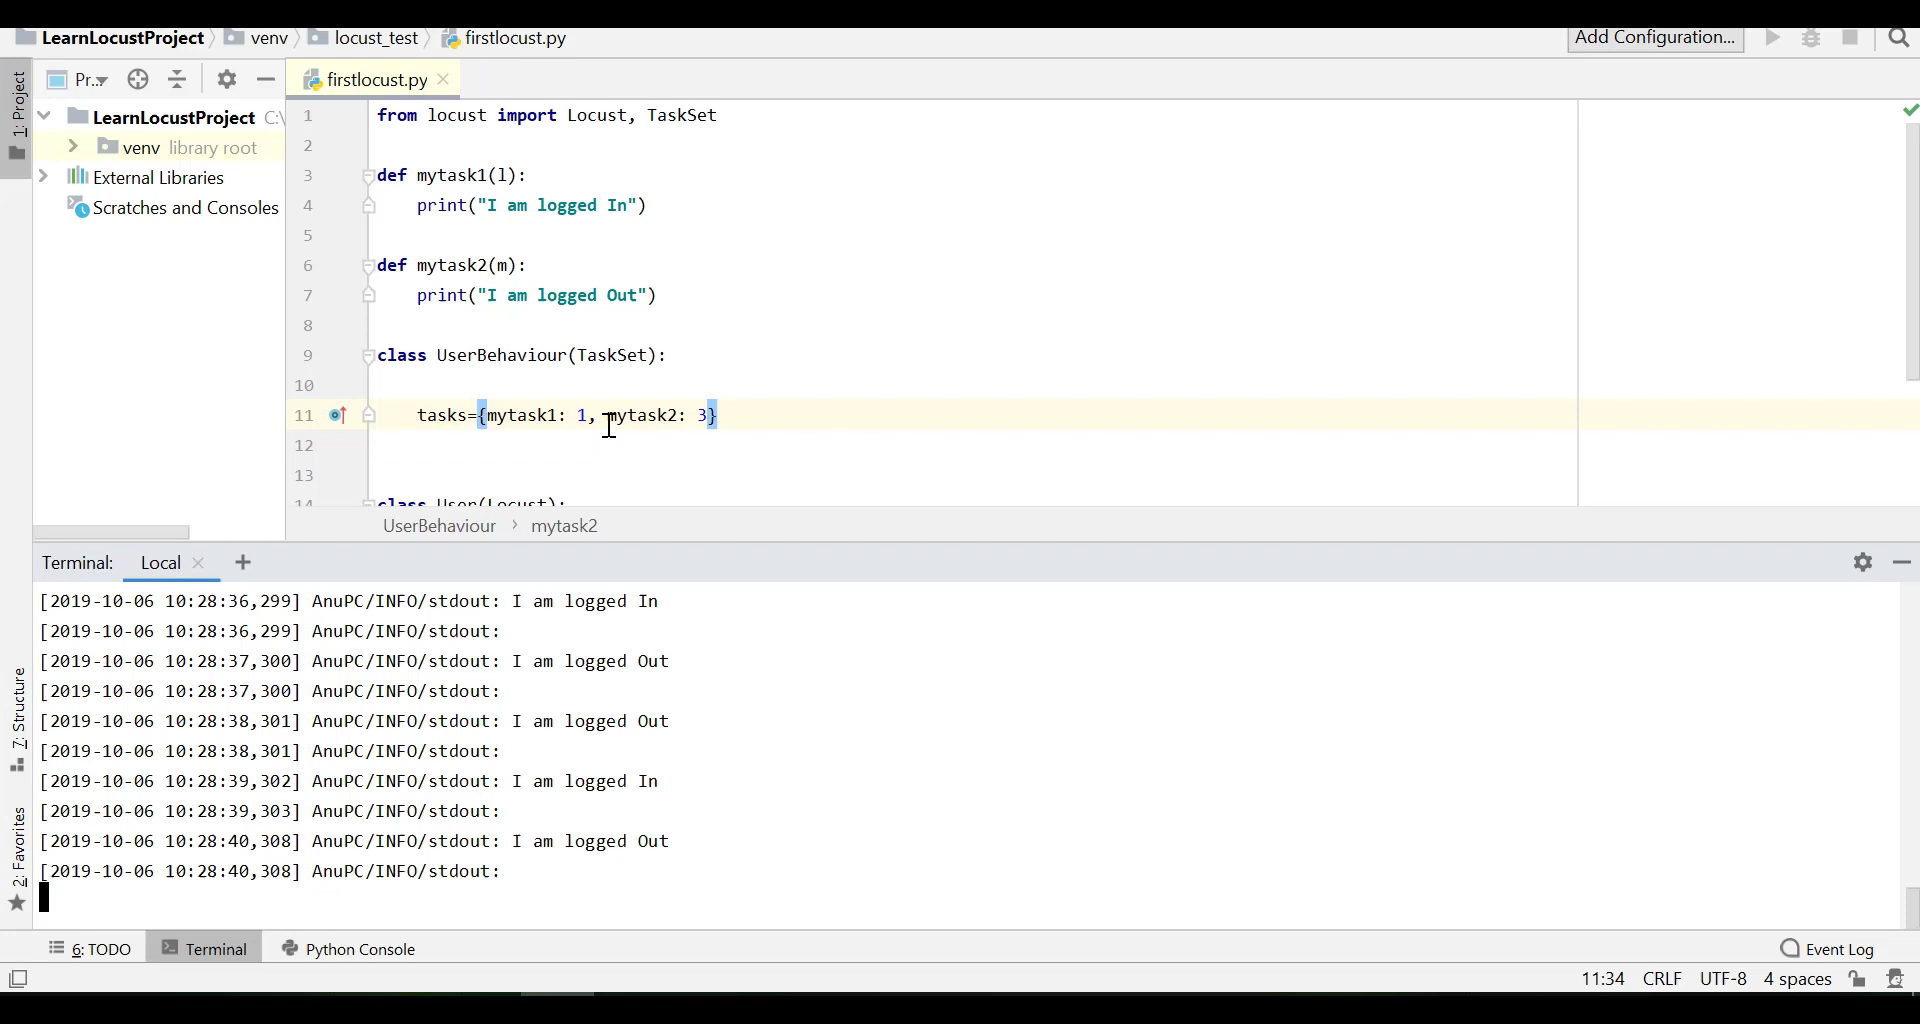 LearnLocustProject venv locust_test firstlocust.py Add Configuration...
1: Project Pr... firstlocust.py
LearnLocustProject C:\
venv library root
External Libraries
Scratches and Consoles
1 from locust import Locust, TaskSet
2
3 def mytask1(l):
4 print("I am logged In")
5
6 def mytask2(m):
7 print("I am logged Out")
8
9 class UserBehaviour(TaskSet):
10
11 tasks={mytask1: 1, mytask2: 3}
12
13
14 class User(Locust):
UserBehaviour › mytask2
Terminal: Local +
[2019-10-06 10:28:36,299] AnuPC/INFO/stdout: I am logged In
[2019-10-06 10:28:36,299] AnuPC/INFO/stdout:
[2019-10-06 10:28:37,300] AnuPC/INFO/stdout: I am logged Out
[2019-10-06 10:28:37,300] AnuPC/INFO/stdout:
[2019-10-06 10:28:38,301] AnuPC/INFO/stdout: I am logged Out
[2019-10-06 10:28:38,301] AnuPC/INFO/stdout:
[2019-10-06 10:28:39,302] AnuPC/INFO/stdout: I am logged In
[2019-10-06 10:28:39,303] AnuPC/INFO/stdout:
[2019-10-06 10:28:40,308] AnuPC/INFO/stdout: I am logged Out
[2019-10-06 10:28:40,308] AnuPC/INFO/stdout:
7: Structure
2: Favorites
6: TODO Terminal Python Console Event Log
11:34 CRLF UTF-8 4 spaces